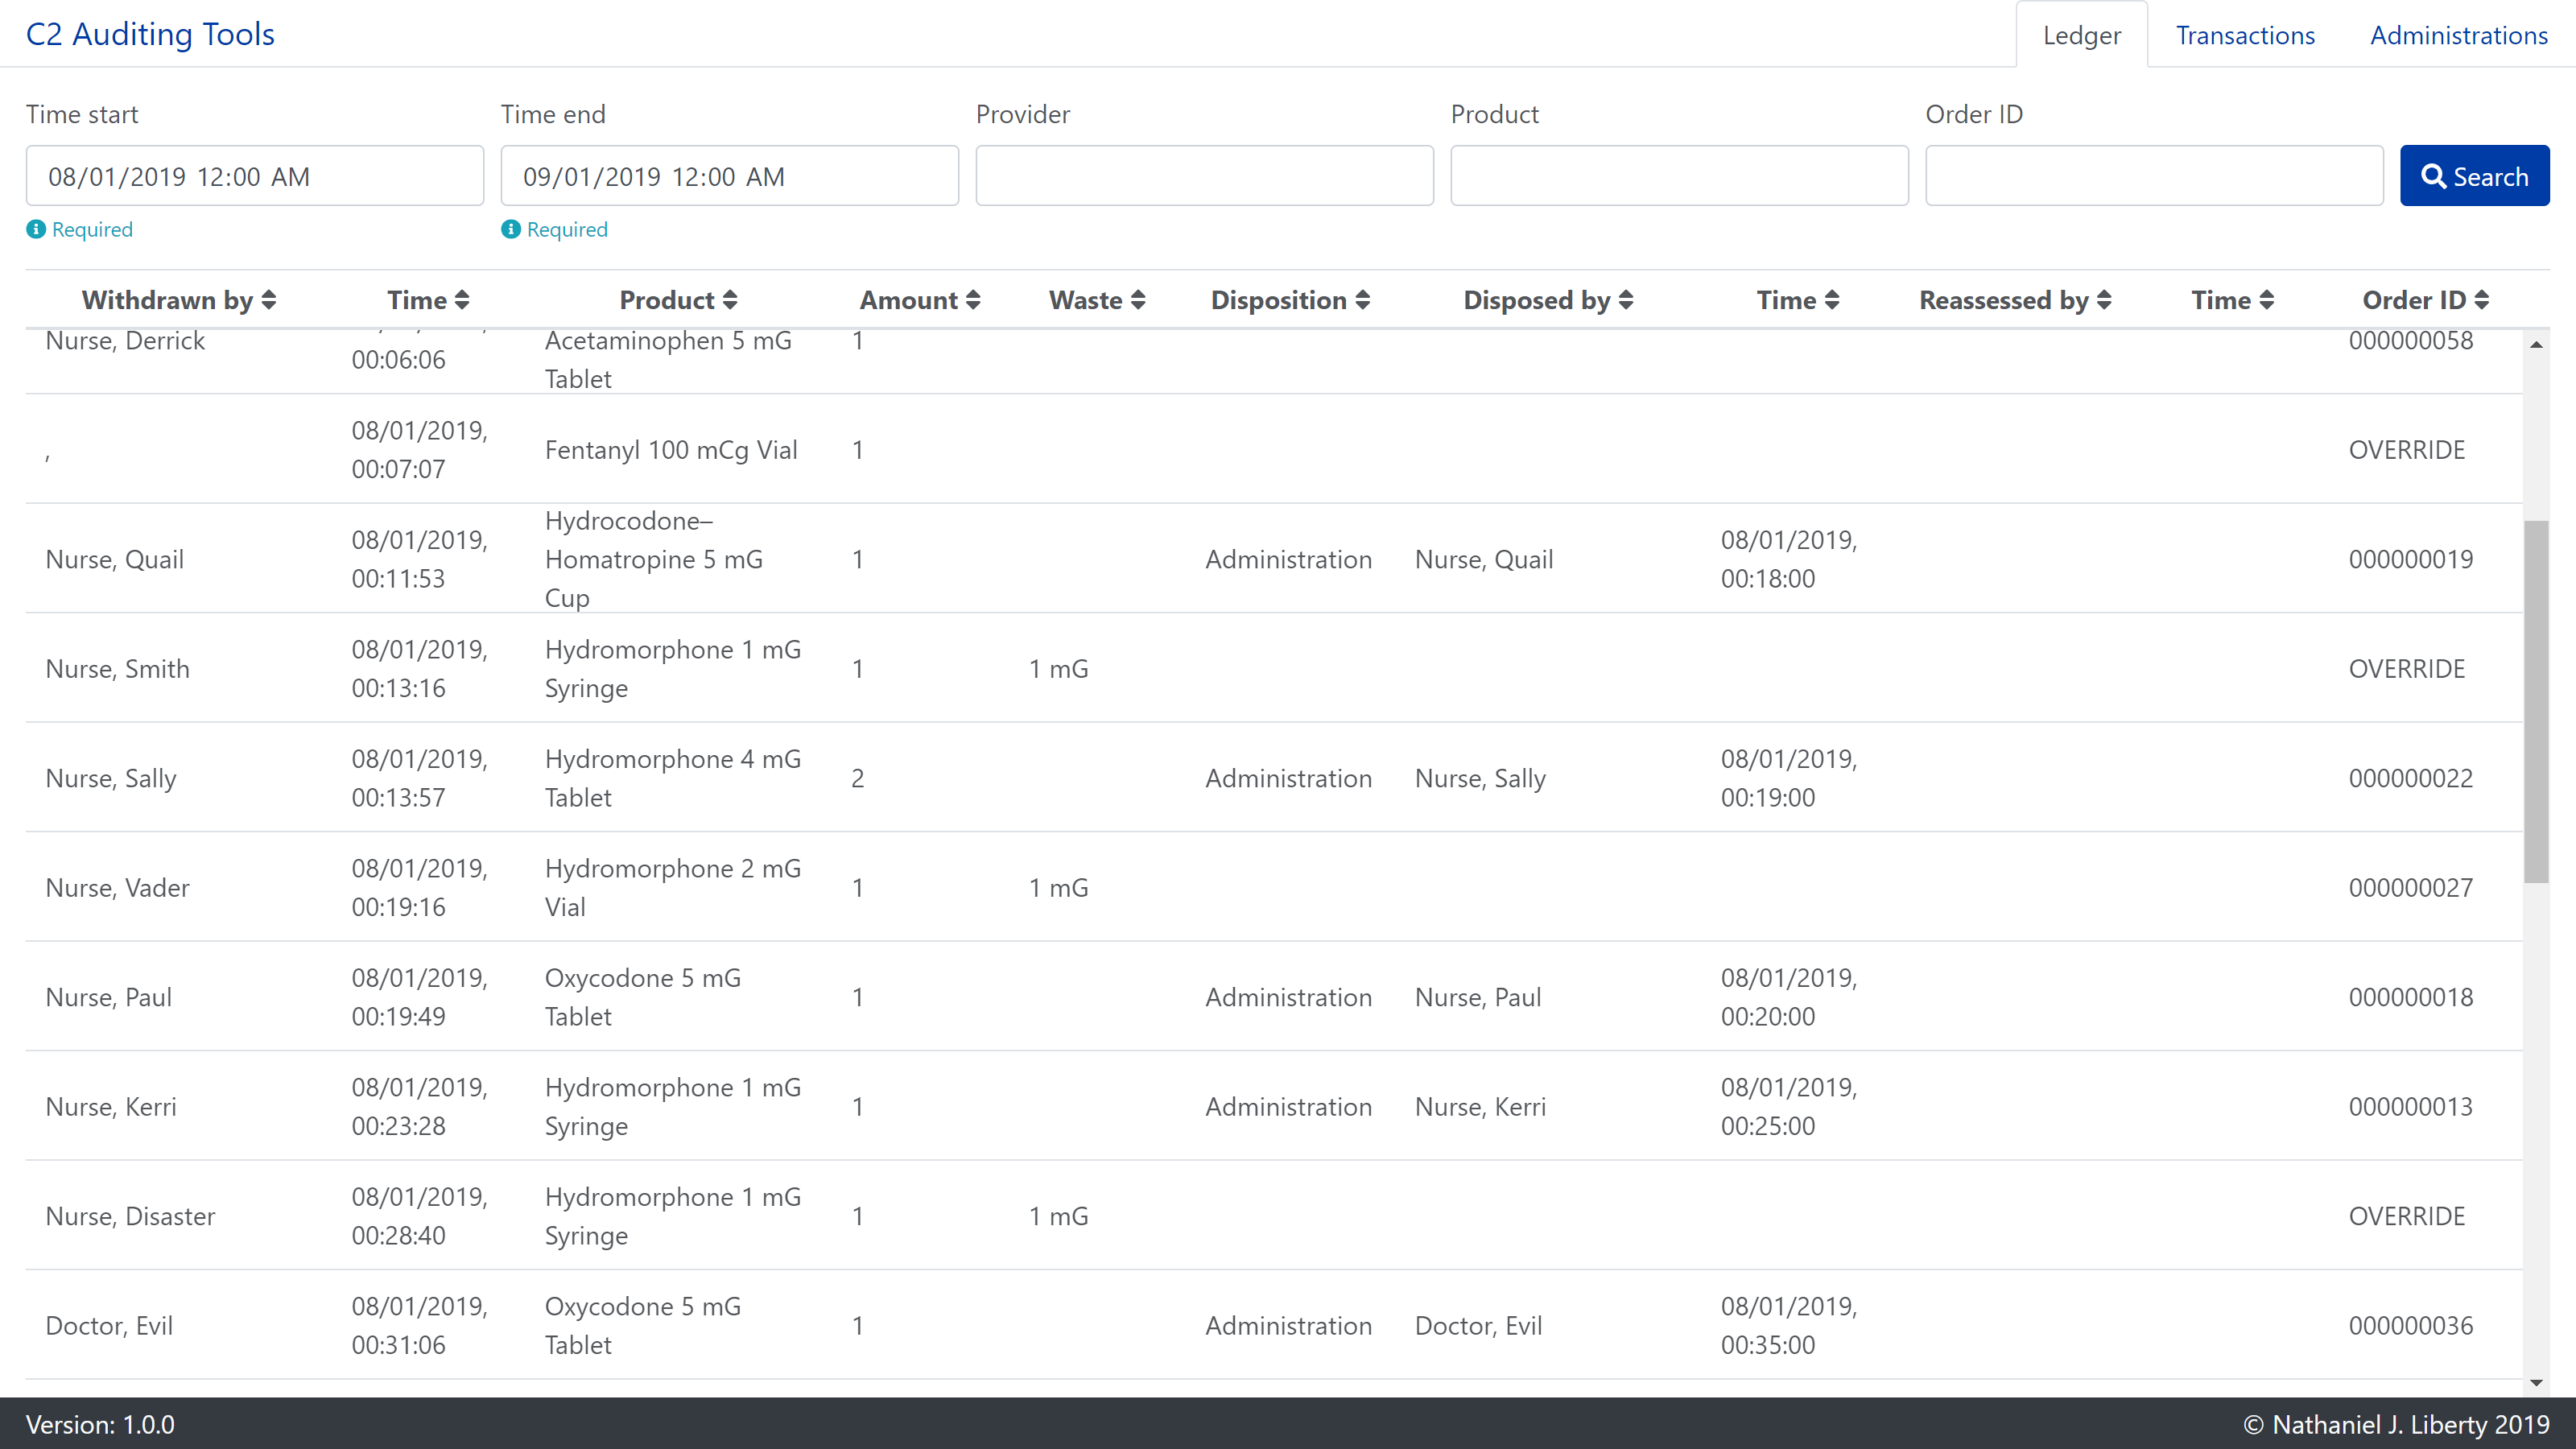 C2 Auditing Tools
Ledger
Transactions
Administrations
Time start
Time end
Provider
Product
Order ID
08/01/2019 12:00 AM
09/01/2019 12:00 AM
Search
Required
Required
Withdrawn by
Time
Product
Amount
Waste
Disposition
Disposed by
Time
Reassessed by
Time
Order ID
Nurse, Derrick
00:06:06
Acetaminophen 5 mG
Tablet
1
000000058
,
08/01/2019,
00:07:07
Fentanyl 100 mCg Vial
1
OVERRIDE
Nurse, Quail
08/01/2019,
00:11:53
Hydrocodone–
Homatropine 5 mG
Cup
1
Administration
Nurse, Quail
08/01/2019,
00:18:00
000000019
Nurse, Smith
08/01/2019,
00:13:16
Hydromorphone 1 mG
Syringe
1
1 mG
OVERRIDE
Nurse, Sally
08/01/2019,
00:13:57
Hydromorphone 4 mG
Tablet
2
Administration
Nurse, Sally
08/01/2019,
00:19:00
000000022
Nurse, Vader
08/01/2019,
00:19:16
Hydromorphone 2 mG
Vial
1
1 mG
000000027
Nurse, Paul
08/01/2019,
00:19:49
Oxycodone 5 mG
Tablet
1
Administration
Nurse, Paul
08/01/2019,
00:20:00
000000018
Nurse, Kerri
08/01/2019,
00:23:28
Hydromorphone 1 mG
Syringe
1
Administration
Nurse, Kerri
08/01/2019,
00:25:00
000000013
Nurse, Disaster
08/01/2019,
00:28:40
Hydromorphone 1 mG
Syringe
1
1 mG
OVERRIDE
Doctor, Evil
08/01/2019,
00:31:06
Oxycodone 5 mG
Tablet
1
Administration
Doctor, Evil
08/01/2019,
00:35:00
000000036
Version: 1.0.0
© Nathaniel J. Liberty 2019